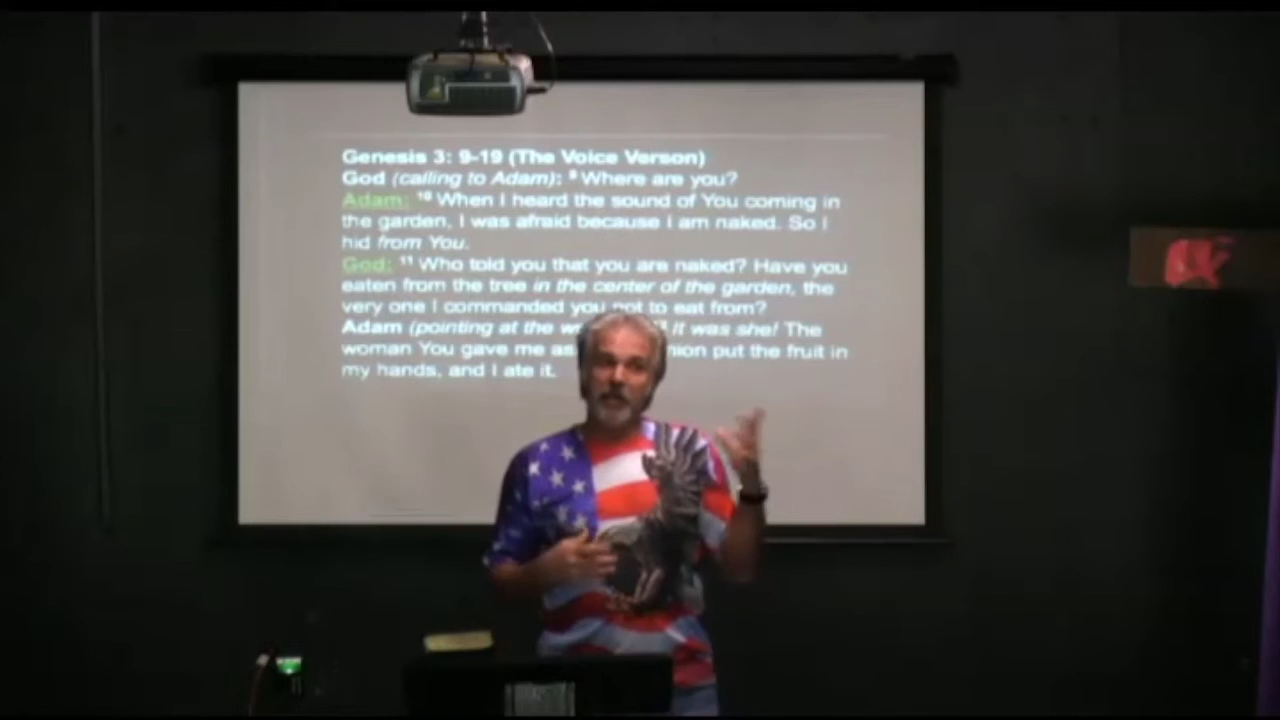 Genesis 3: 9-19 (The Voice Verson)
God (calling to Adam): 9 Where are you?
Adam: 10 When I heard the sound of You coming in
the garden, I was afraid because I am naked. So I
hid from You.
God: 11 Who told you that you are naked? Have you
eaten from the tree in the center of the garden, the
very one I commanded you not to eat from?
Adam (pointing at the It was she! The
woman You gave me put the fruit in
my hands, and I ate it.